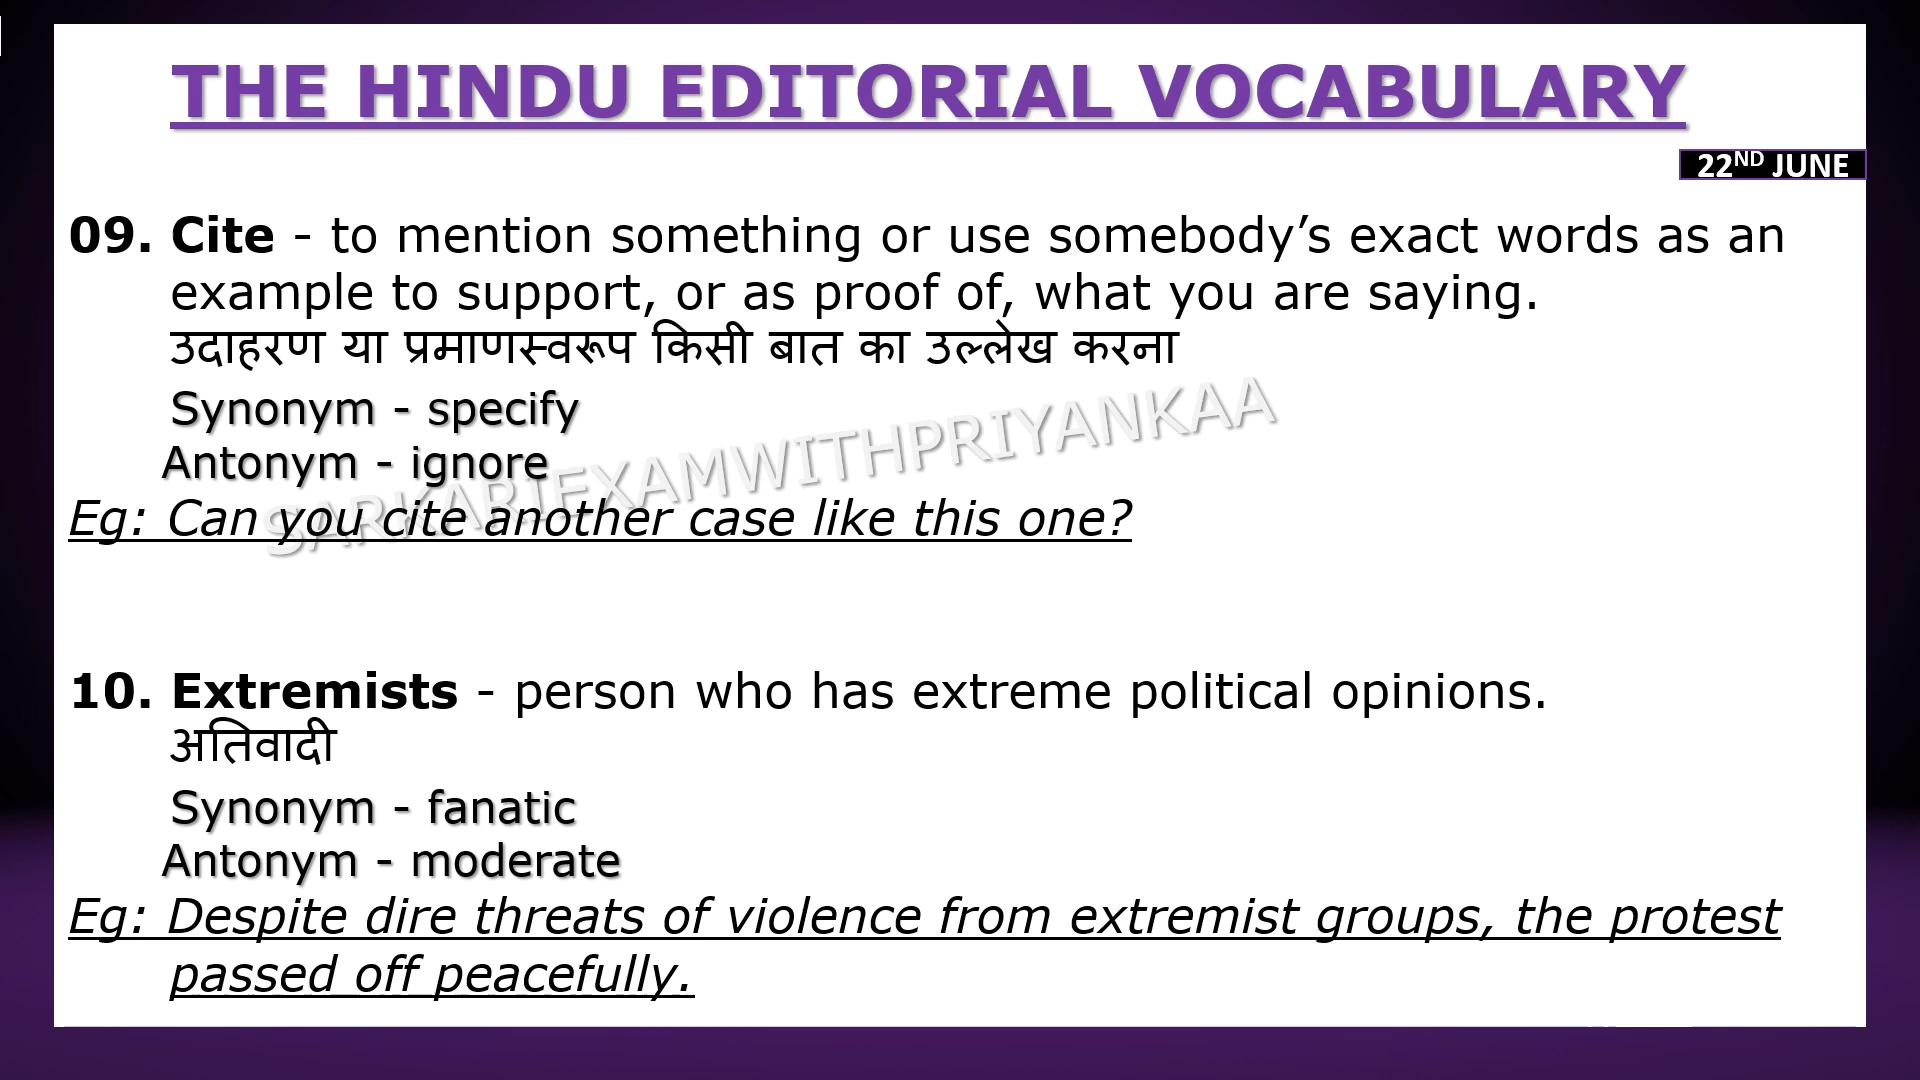 THE HINDU EDITORIAL VOCABULARY
22ND JUNE
09. Cite - to mention something or use somebody’s exact words as an
example to support, or as proof of, what you are saying.
उदाहरण या प्रमाणस्वरूप किसी बात का उल्लेख करना
Synonym - specify
Antonym - ignore
SARKARIEXAMWITHPRIYANKAA
Eg: Can you cite another case like this one?
10. Extremists - person who has extreme political opinions.
अतिवादी
Synonym - fanatic
Antonym - moderate
Eg: Despite dire threats of violence from extremist groups, the protest
passed off peacefully.